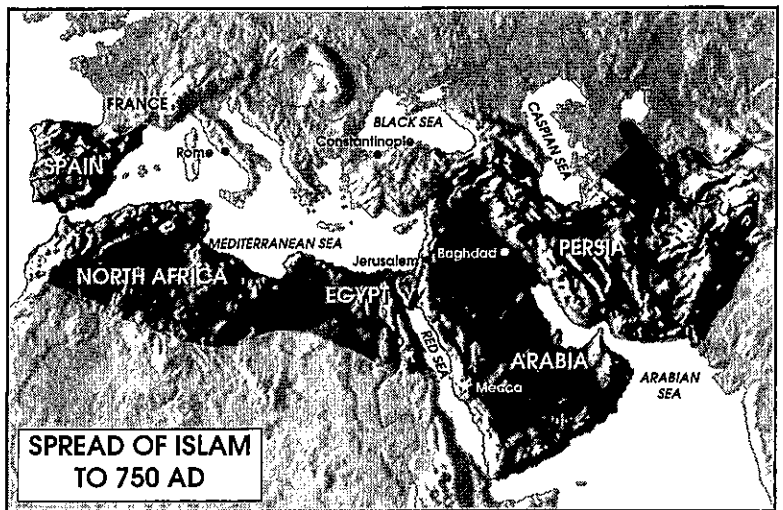 FRANCE
SPAIN
Rome
BLACK SEA
Constantinople
CASPIAN SEA
MEDITERRANEAN SEA
NORTH AFRICA
EGYPT
Jerusalem
Baghdad
PERSIA
RED SEA
ARABIA
Mecca
ARABIAN
SEA
SPREAD OF ISLAM
TO 750 AD